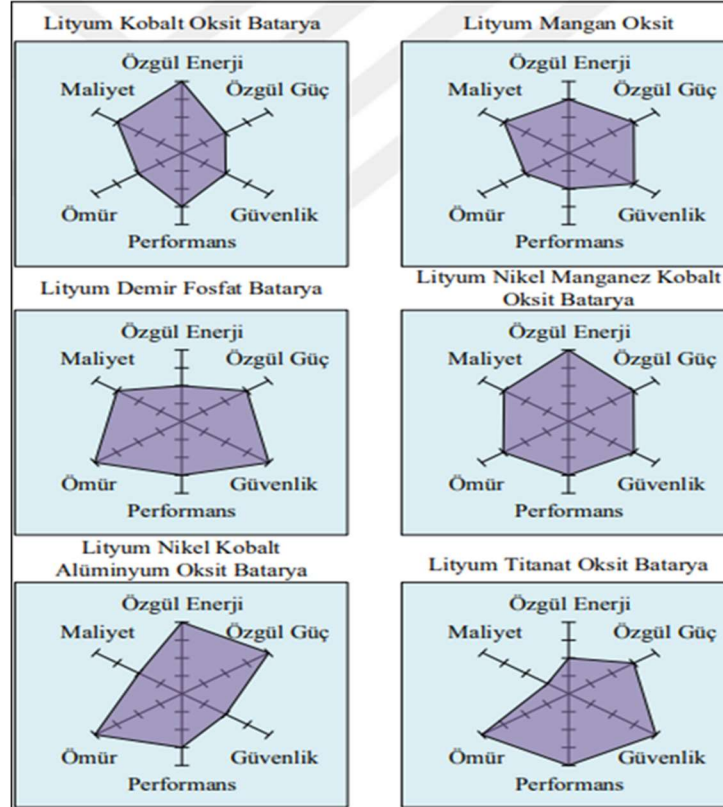 Lityum Kobalt Oksit Batarya
Özgül Enerji
Maliyet
Özgül Güç
Ömür
Güvenlik
Performans
Lityum Mangan Oksit
Özgül Enerji
Maliyet
Özgül Güç
Ömür
Güvenlik
Performans
Lityum Demir Fosfat Batarya
Özgül Enerji
Maliyet
Özgül Güç
Ömür
Güvenlik
Performans
Lityum Nikel Manganez Kobalt
Oksit Batarya
Özgül Enerji
Maliyet
Özgül Güç
Ömür
Güvenlik
Performans
Lityum Nikel Kobalt
Alüminyum Oksit Batarya
Özgül Enerji
Maliyet
Özgül Güç
Ömür
Güvenlik
Performans
Lityum Titanat Oksit Batarya
Özgül Enerji
Maliyet
Özgül Güç
Ömür
Güvenlik
Performans